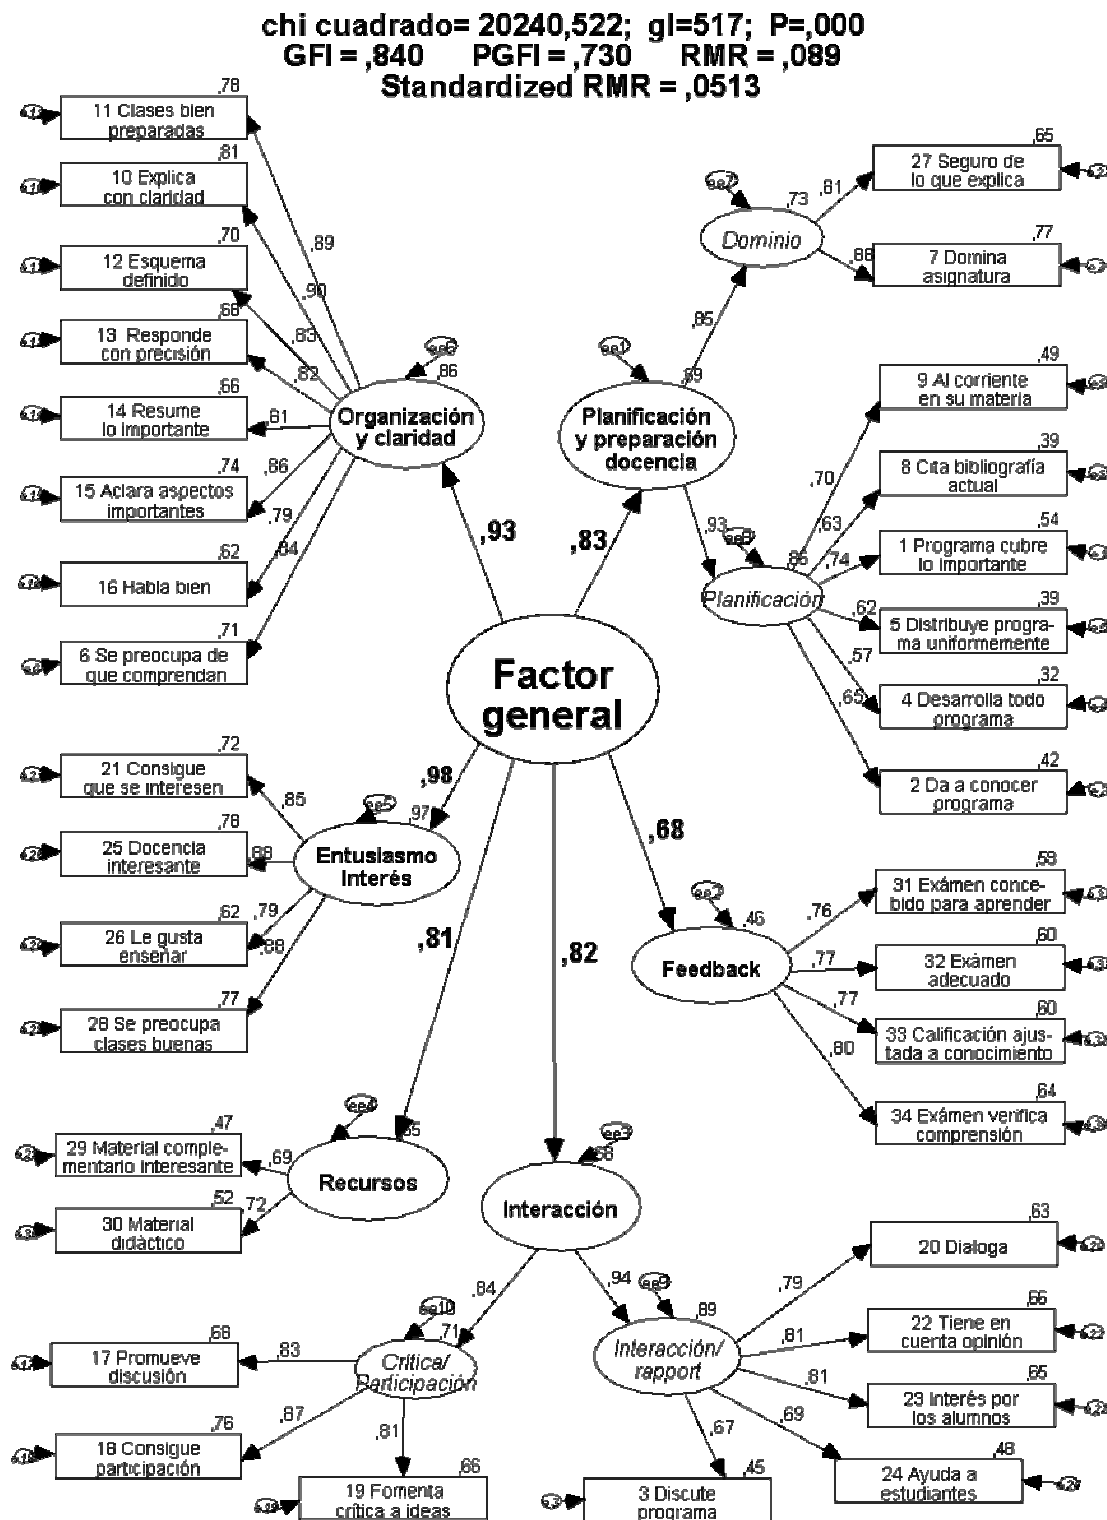 chi cuadrado= 20240,522; gl=517; P=,000
GFI = ,840 PGFI = ,730 RMR = ,089
Standardized RMR = ,0513
,78
11 Clases bien
preparadas
,81
10 Explica
con claridad
,70
12 Esquema
definido
,68
13 Responde
con precisión
,66
14 Resume
lo importante
,74
15 Aclara aspectos
importantes
,62
16 Habla bien
,71
6 Se preocupa de
que comprendan
,89
,90
,83
,82
,81
,86
,79
,84
,86
Organización
y claridad
,93
ee7
,73
Dominio
,81
,88
,65
27 Seguro de
lo que explica
,77
7 Domina
asignatura
,85
ee1
,69
Planificación
y preparación
docencia
,83
,93
,86
Planificación
,70
,63
,74
,62
,57
,65
,49
9 Al corriente
en su materia
,39
8 Cita bibliografía
actual
,54
1 Programa cubre
lo importante
,39
5 Distribuye progra-
ma uniformemente
,32
4 Desarrolla todo
programa
,42
2 Da a conocer
programa
Factor
general
,98
,72
21 Consigue
que se interesen
,78
25 Docencia
interesante
,62
26 Le gusta
enseñar
,77
28 Se preocupa
clases buenas
,85
,88
,79
,88
ee5
,97
Entusiasmo
Interés
,68
ee2
,46
Feedback
,76
,77
,77
,80
,58
31 Exámen conce-
bido para aprender
,60
32 Exámen
adecuado
,60
33 Calificación ajus-
tada a conocimiento
,64
34 Exámen verifica
comprensión
,81
ee4
Recursos
,69
,72
,47
29 Material comple-
mentario interesante
,52
30 Material
didáctico
,82
ee3
,68
Interacción
,84
,94
ee10
,71
Crítica/
Participación
,83
,87
,81
,68
17 Promueve
discusión
,76
18 Consigue
participación
,66
19 Fomenta
crítica a ideas
ee9
,89
Interacción/
rapport
,79
,81
,81
,69
,67
,63
20 Dialoga
,66
22 Tiene en
cuenta opinión
,65
23 Interés por
los alumnos
,48
24 Ayuda a
estudiantes
,45
3 Discute
programa